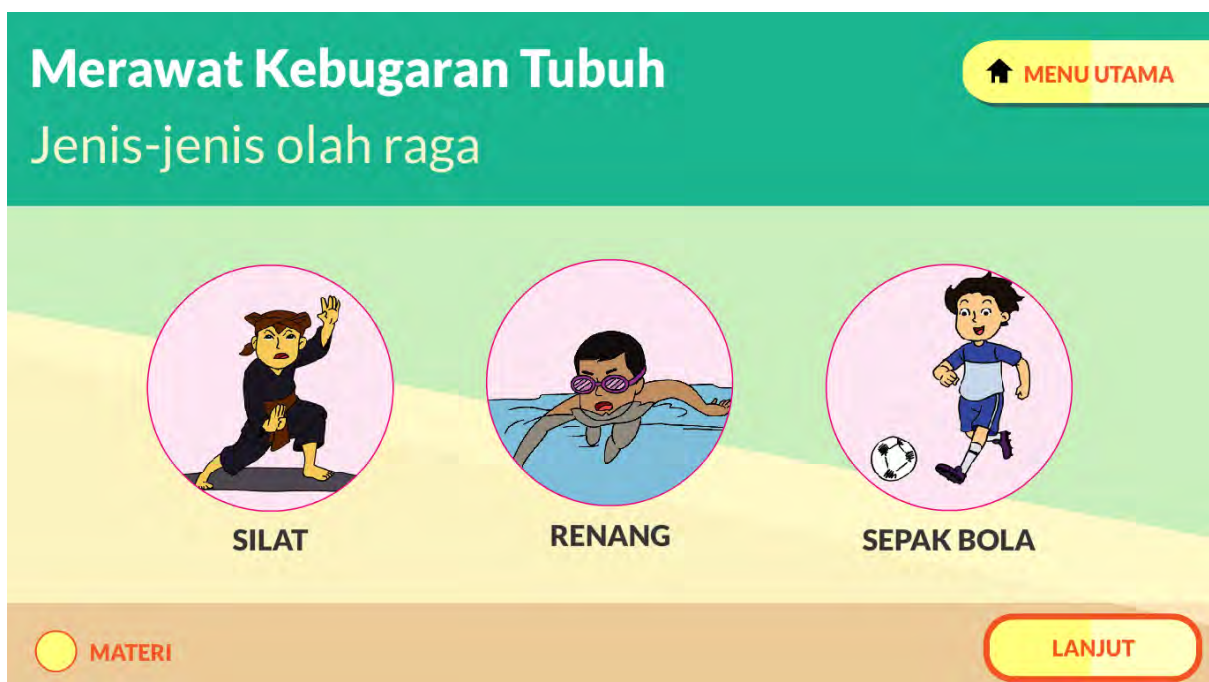 Merawat Kebugaran Tubuh
MENU UTAMA
Jenis-jenis olah raga
SILAT
RENANG
SEPAK BOLA
MATERI
LANJUT